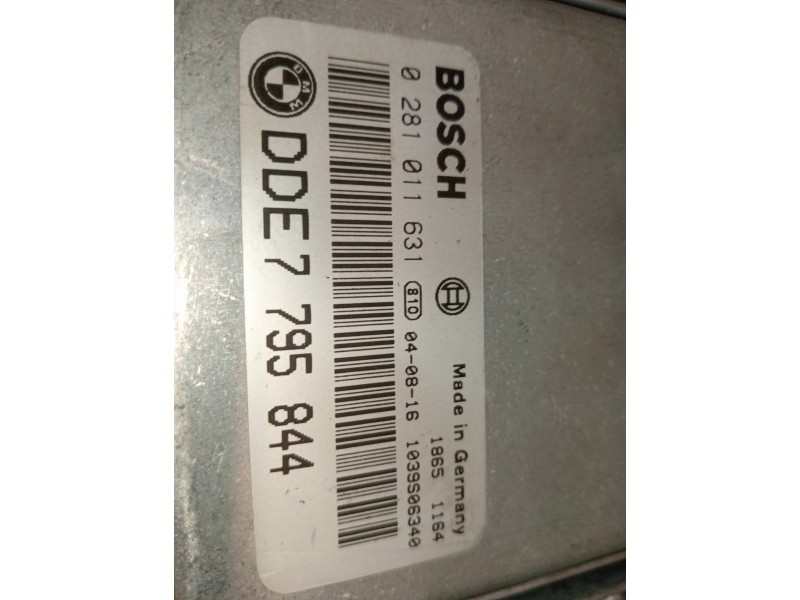 BOSCH
Made in Germany
1865 1164
0 281 011 631 810 04-08-16 1039S06340
BMW
DDE7 795 844